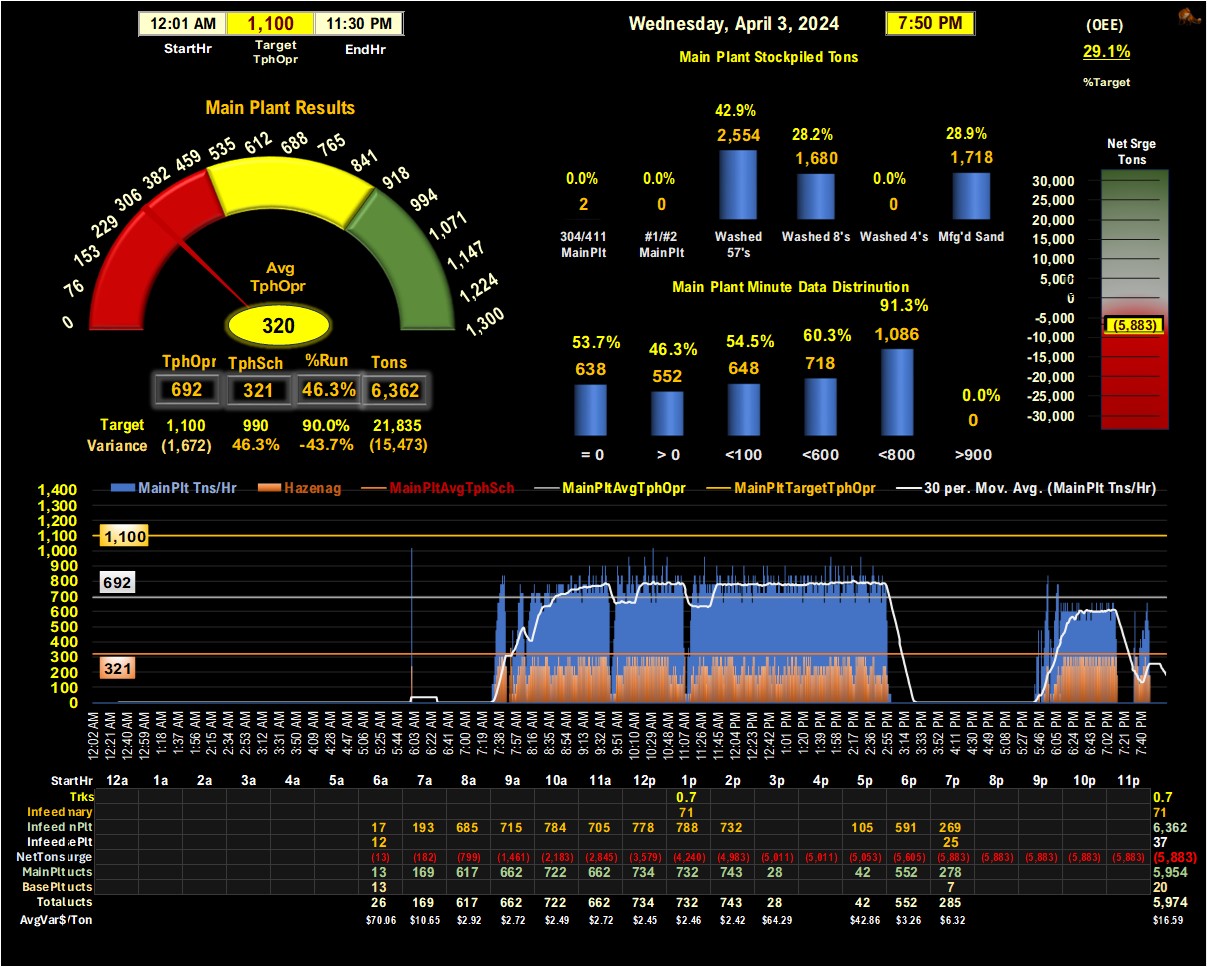 12:01 AM 1,100 11:30 PM
StartHr Target TphOpr EndHr
Wednesday, April 3, 2024 7:50 PM
(OEE)
29.1%
%Target
Main Plant Stockpiled Tons
Main Plant Results
0 76 153 229 306 382 459 535 612 688 765 841 918 994 1,071 1,147 1,224 1,300
Avg
TphOpr
320
TphOpr TphSch %Run Tons
692 321 46.3% 6,362
Target 1,100 990 90.0% 21,835
Variance (1,672) 46.3% -43.7% (15,473)
0.0% 0.0% 42.9% 28.2% 0.0% 28.9%
2 0 2,554 1,680 0 1,718
304/411 MainPlt #1/#2 MainPlt Washed 57's Washed 8's Washed 4's Mfg'd Sand
Main Plant Minute Data Distrinution
53.7% 46.3% 54.5% 60.3% 91.3% 0.0%
638 552 648 718 1,086 0
= 0 > 0 <100 <600 <800 >900
Net Srge
Tons
30,000
25,000
20,000
15,000
10,000
5,000
0
-5,000
(5,883)
-10,000
-15,000
-20,000
-25,000
-30,000
MainPlt Tns/Hr Hazenag MainPltAvgTphSch MainPltAvgTphOpr MainPltTargetTphOpr 30 per. Mov. Avg. (MainPlt Tns/Hr)
1,400
1,300
1,200
1,100
1,000
900
800
700
600
500
400
300
200
100
0
1,100
692
321
12:02 AM 12:21 AM 12:40 AM 12:59 AM 1:18 AM 1:37 AM 1:56 AM 2:15 AM 2:34 AM 2:53 AM 3:12 AM 3:31 AM 3:50 AM 4:09 AM 4:28 AM 4:47 AM 5:06 AM 5:25 AM 5:44 AM 6:03 AM 6:22 AM 6:41 AM 7:00 AM 7:19 AM 7:38 AM 7:57 AM 8:16 AM 8:35 AM 8:54 AM 9:13 AM 9:32 AM 9:51 AM 10:10 AM 10:29 AM 10:48 AM 11:07 AM 11:26 AM 11:45 AM 12:04 PM 12:23 PM 12:42 PM 1:01 PM 1:20 PM 1:39 PM 1:58 PM 2:17 PM 2:36 PM 2:55 PM 3:14 PM 3:33 PM 3:52 PM 4:11 PM 4:30 PM 4:49 PM 5:08 PM 5:27 PM 5:46 PM 6:05 PM 6:24 PM 6:43 PM 7:02 PM 7:21 PM 7:40 PM
StartHr 12a 1a 2a 3a 4a 5a 6a 7a 8a 9a 10a 11a 12p 1p 2p 3p 4p 5p 6p 7p 8p 9p 10p 11p
Trks 0.7 0.7
Infeed mary 71 71
Infeed nPlt 17 193 685 715 784 705 778 788 732 105 591 269 6,362
Infeed ePlt 12 25 37
NetTons urge (13) (182) (799) (1,461) (2,183) (2,845) (3,579) (4,240) (4,983) (5,011) (5,011) (5,053) (5,605) (5,883) (5,883) (5,883) (5,883) (5,883) (5,883)
MainPlt ucts 13 169 617 662 722 662 734 732 743 28 42 552 278 5,954
BasePlt ucts 13 7 20
Total ucts 26 169 617 662 722 662 734 732 743 28 42 552 285 5,974
AvgVar$/Ton $70.06 $10.65 $2.92 $2.72 $2.49 $2.72 $2.45 $2.46 $2.42 $64.29 $42.86 $3.26 $6.32 $16.59